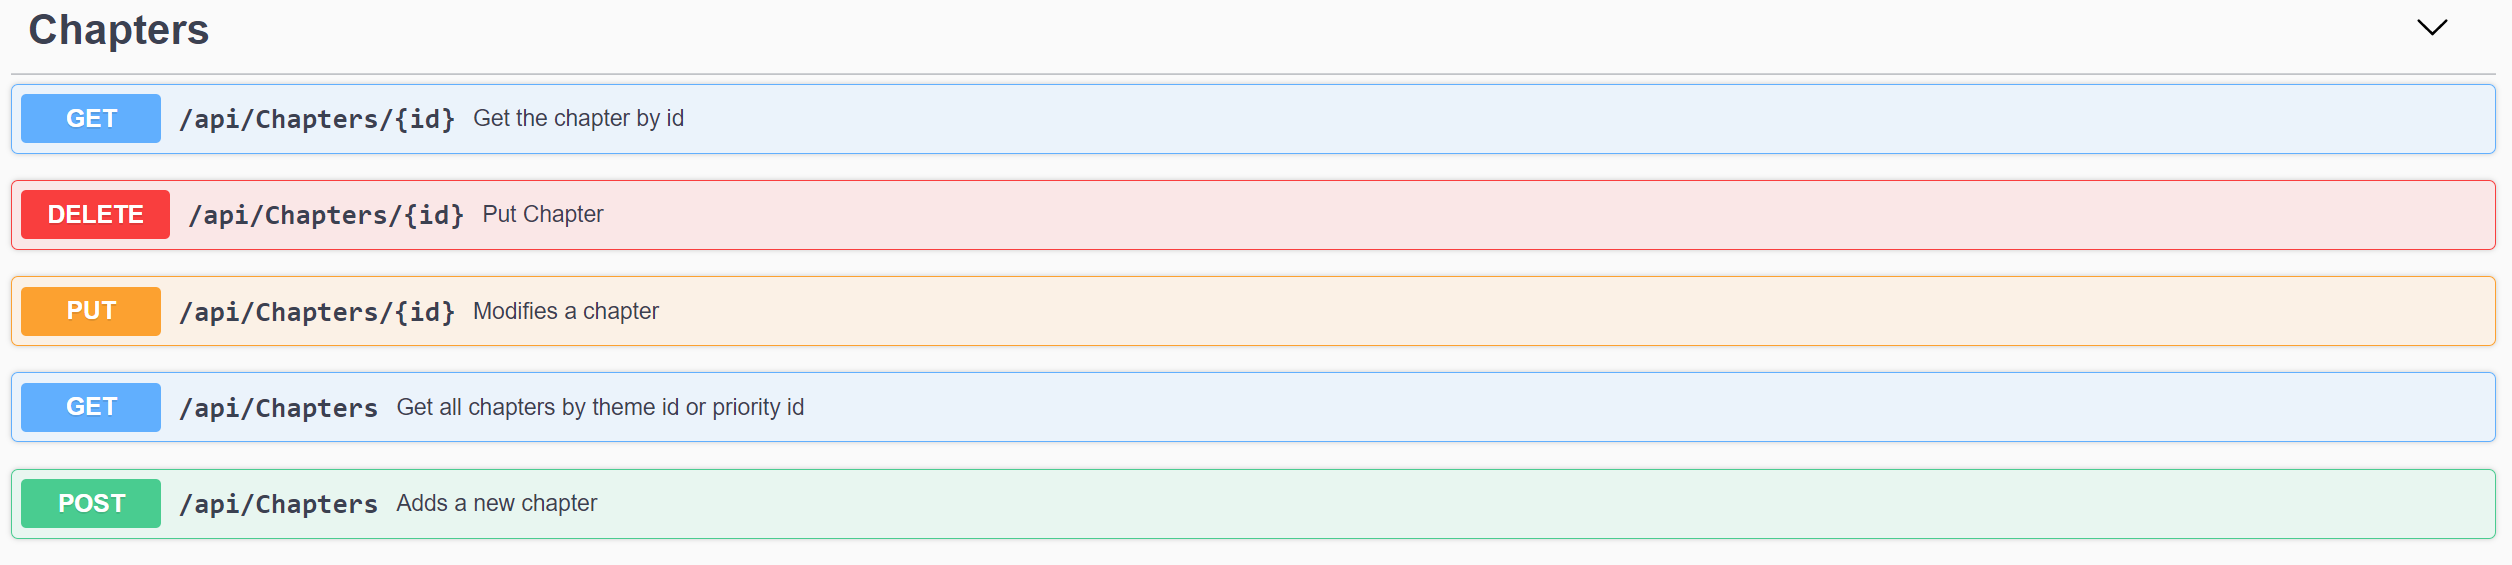 Chapters
GET /api/Chapters/{id} Get the chapter by id
DELETE /api/Chapters/{id} Put Chapter
PUT /api/Chapters/{id} Modifies a chapter
GET /api/Chapters Get all chapters by theme id or priority id
POST /api/Chapters Adds a new chapter